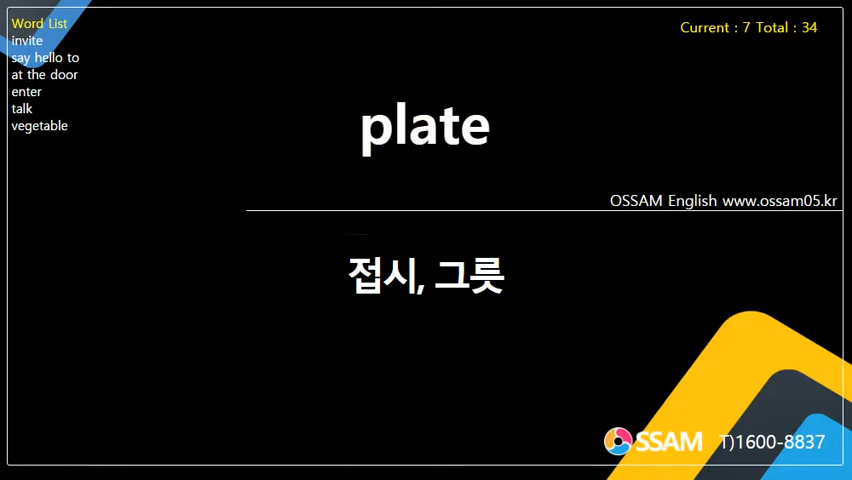 Word List
invite
say hello to
at the door
enter
talk
vegetable
Current : 7 Total : 34
plate
OSSAM English www.ossam05.kr
접시, 그릇
OSSAM T)1600-8837